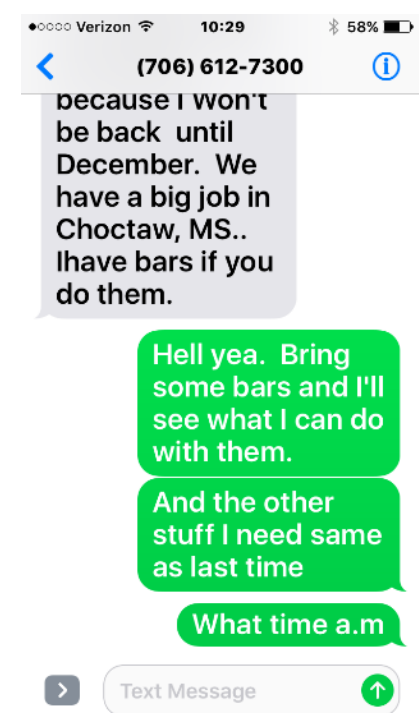 Verizon 10:29 58%
(706) 612-7300
because I Won't
be back until
December. We
have a big job in
Choctaw, MS..
Ihave bars if you
do them.
Hell yea. Bring
some bars and I'll
see what I can do
with them.
And the other
stuff I need same
as last time
What time a.m
Text Message